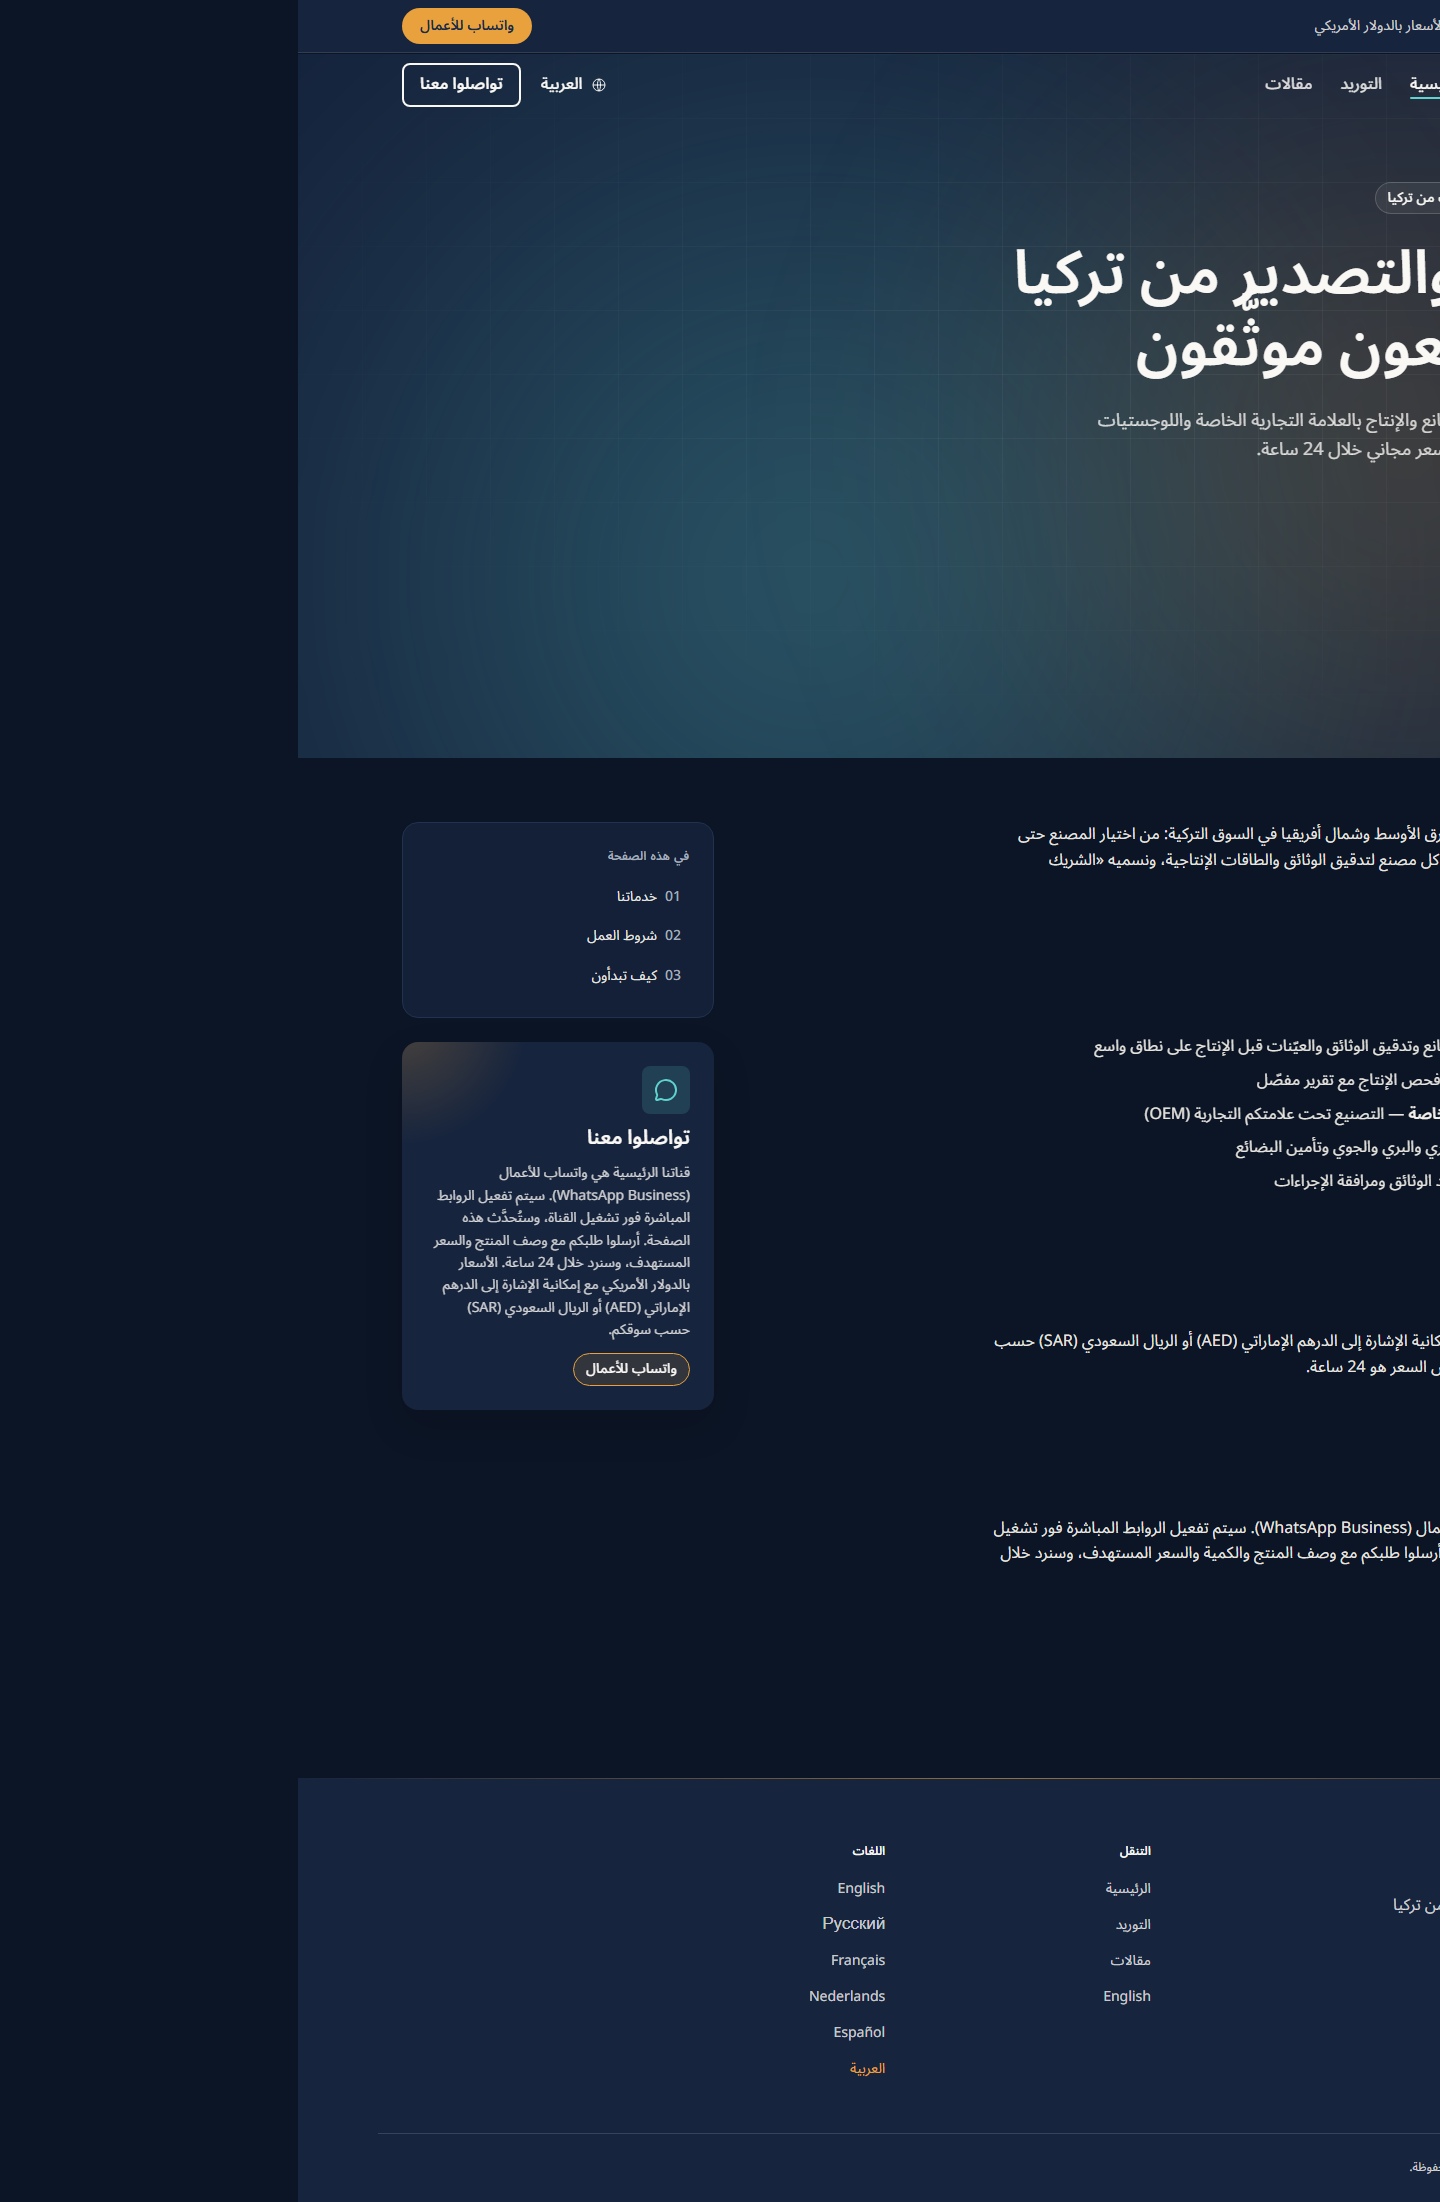 الأسعار بالدولار الأمريكي
واتساب للأعمال
التوريد
مقالات
العربية
تواصلوا معنا
من تركيا
والتصدير من تركيا
موثّقون
والإنتاج بالعلامة التجارية الخاصة واللوجستيات
مجاني خلال 24 ساعة.
الأوسط وشمال أفريقيا في السوق التركية: من اختيار المصنع حتى
كل مصنع لتدقيق الوثائق والطاقات الإنتاجية، ونسميه «الشريك
وتدقيق الوثائق والعيّنات قبل الإنتاج على نطاق واسع
فحص الإنتاج مع تقرير مفصّل
— التصنيع تحت علامتكم التجارية (OEM)
والبري والجوي وتأمين البضائع
الوثائق ومرافقة الإجراءات
الإشارة إلى الدرهم الإماراتي (AED) أو الريال السعودي (SAR) حسب
السعر هو 24 ساعة.
(WhatsApp Business). سيتم تفعيل الروابط المباشرة فور تشغيل
أرسلوا طلبكم مع وصف المنتج والكمية والسعر المستهدف، وسنرد خلال
في هذه الصفحة
01 خدماتنا
02 شروط العمل
03 كيف تبدأون
تواصلوا معنا
قناتنا الرئيسية هي واتساب للأعمال
(WhatsApp Business). سيتم تفعيل الروابط
المباشرة فور تشغيل القناة، وستُحدَّث هذه
الصفحة. أرسلوا طلبكم مع وصف المنتج والسعر
المستهدف، وسنرد خلال 24 ساعة. الأسعار
بالدولار الأمريكي مع إمكانية الإشارة إلى الدرهم
الإماراتي (AED) أو الريال السعودي (SAR)
حسب سوقكم.
واتساب للأعمال
من تركيا
التنقل
الرئيسية
التوريد
مقالات
English
اللغات
English
Русский
Français
Nederlands
Español
العربية